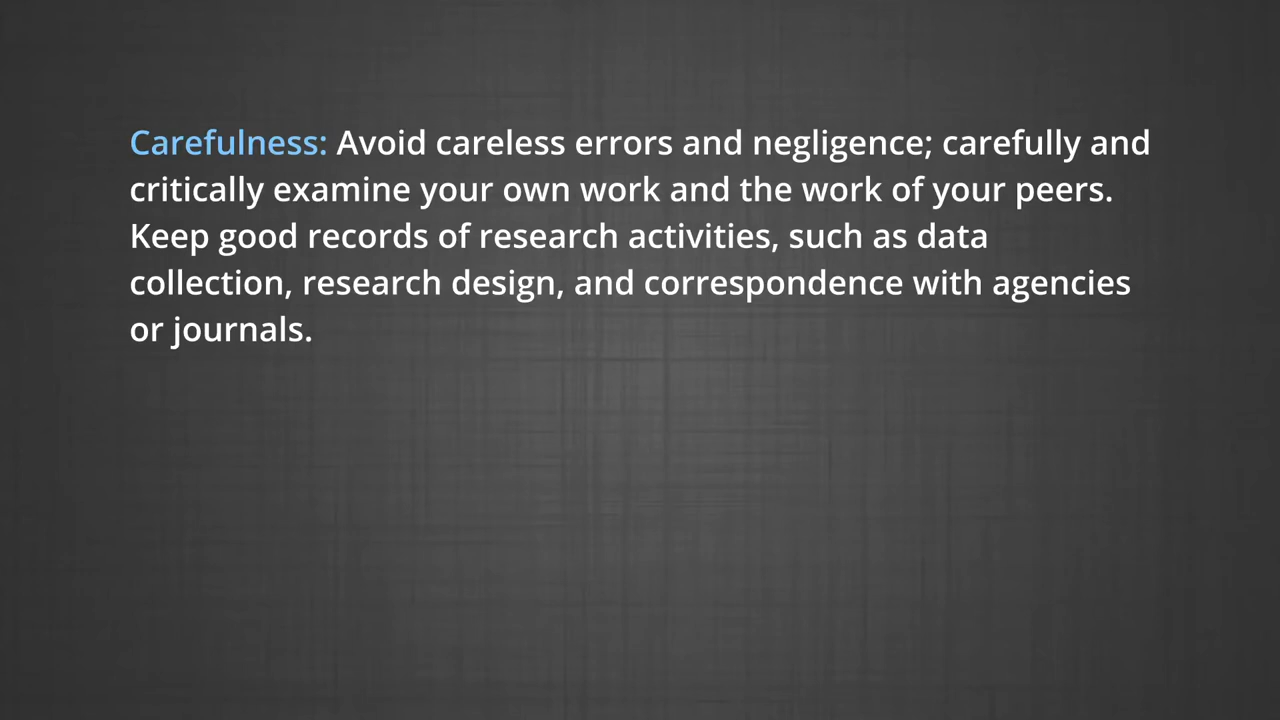 Carefulness: Avoid careless errors and negligence; carefully and
critically examine your own work and the work of your peers.
Keep good records of research activities, such as data
collection, research design, and correspondence with agencies
or journals.